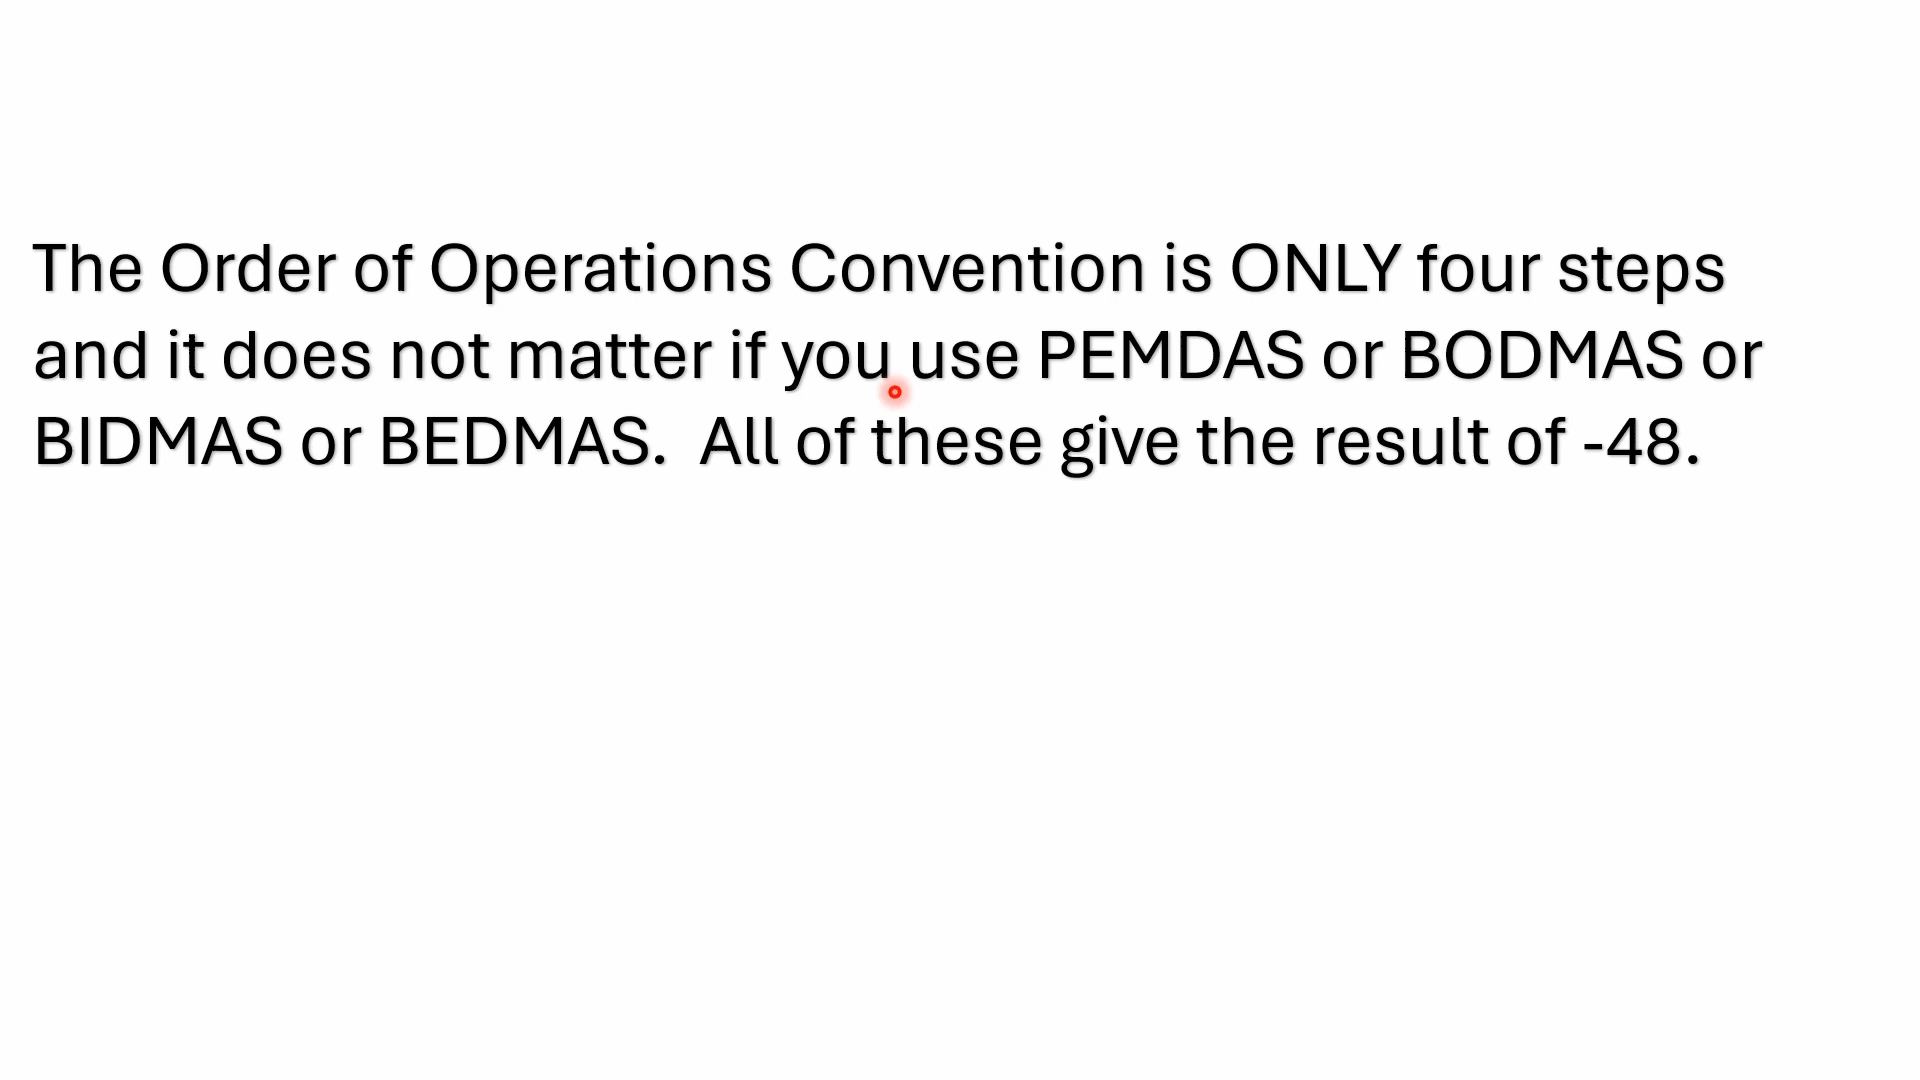 The Order of Operations Convention is ONLY four steps
and it does not matter if you use PEMDAS or BODMAS or
BIDMAS or BEDMAS.  All of these give the result of -48.